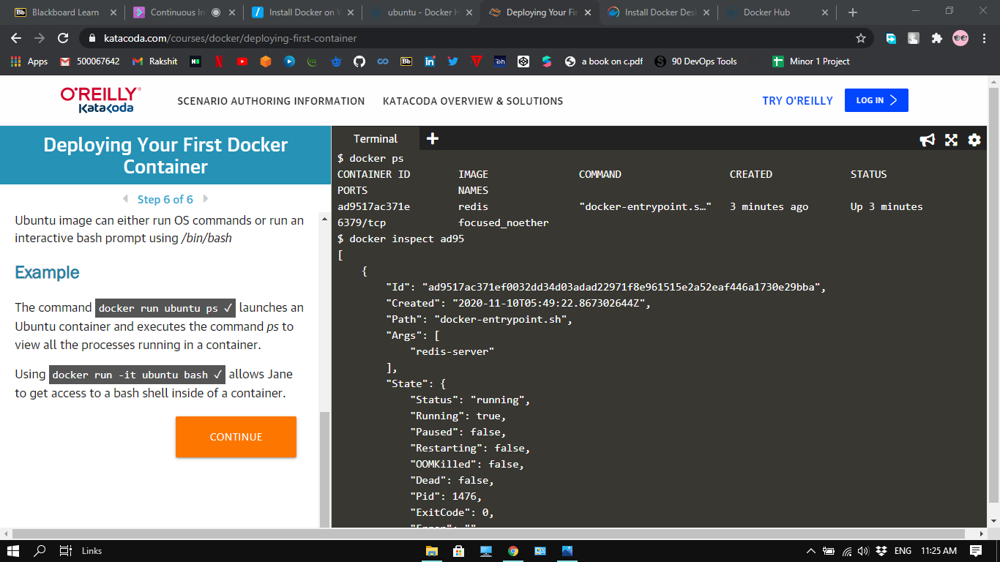 Blackboard Learn
Continuous In
Install Docker on W
ubuntu - Docker H
Deploying Your Fir
Install Docker Desk
Docker Hub
katacoda.com/courses/docker/deploying-first-container
Apps
500067642
Rakshit
a book on c.pdf
90 DevOps Tools
Minor 1 Project
O'REILLY
Katacoda
SCENARIO AUTHORING INFORMATION
KATACODA OVERVIEW & SOLUTIONS
TRY O'REILLY
LOG IN
Deploying Your First Docker
Container
Step 6 of 6
Ubuntu image can either run OS commands or run an
interactive bash prompt using /bin/bash
Example
The command docker run ubuntu ps ✓ launches an
Ubuntu container and executes the command ps to
view all the processes running in a container.
Using docker run -it ubuntu bash ✓ allows Jane
to get access to a bash shell inside of a container.
CONTINUE
Terminal
$ docker ps
CONTAINER ID IMAGE COMMAND CREATED STATUS
PORTS NAMES
ad9517ac371e redis "docker-entrypoint.s…" 3 minutes ago Up 3 minutes
6379/tcp focused_noether
$ docker inspect ad95
[
{
"Id": "ad9517ac371ef0032dd34d03adad22971f8e961515e2a52eaf446a1730e29bba",
"Created": "2020-11-10T05:49:22.867302644Z",
"Path": "docker-entrypoint.sh",
"Args": [
"redis-server"
],
"State": {
"Status": "running",
"Running": true,
"Paused": false,
"Restarting": false,
"OOMKilled": false,
"Dead": false,
"Pid": 1476,
"ExitCode": 0,
"Error": ""
Links
ENG
11:25 AM